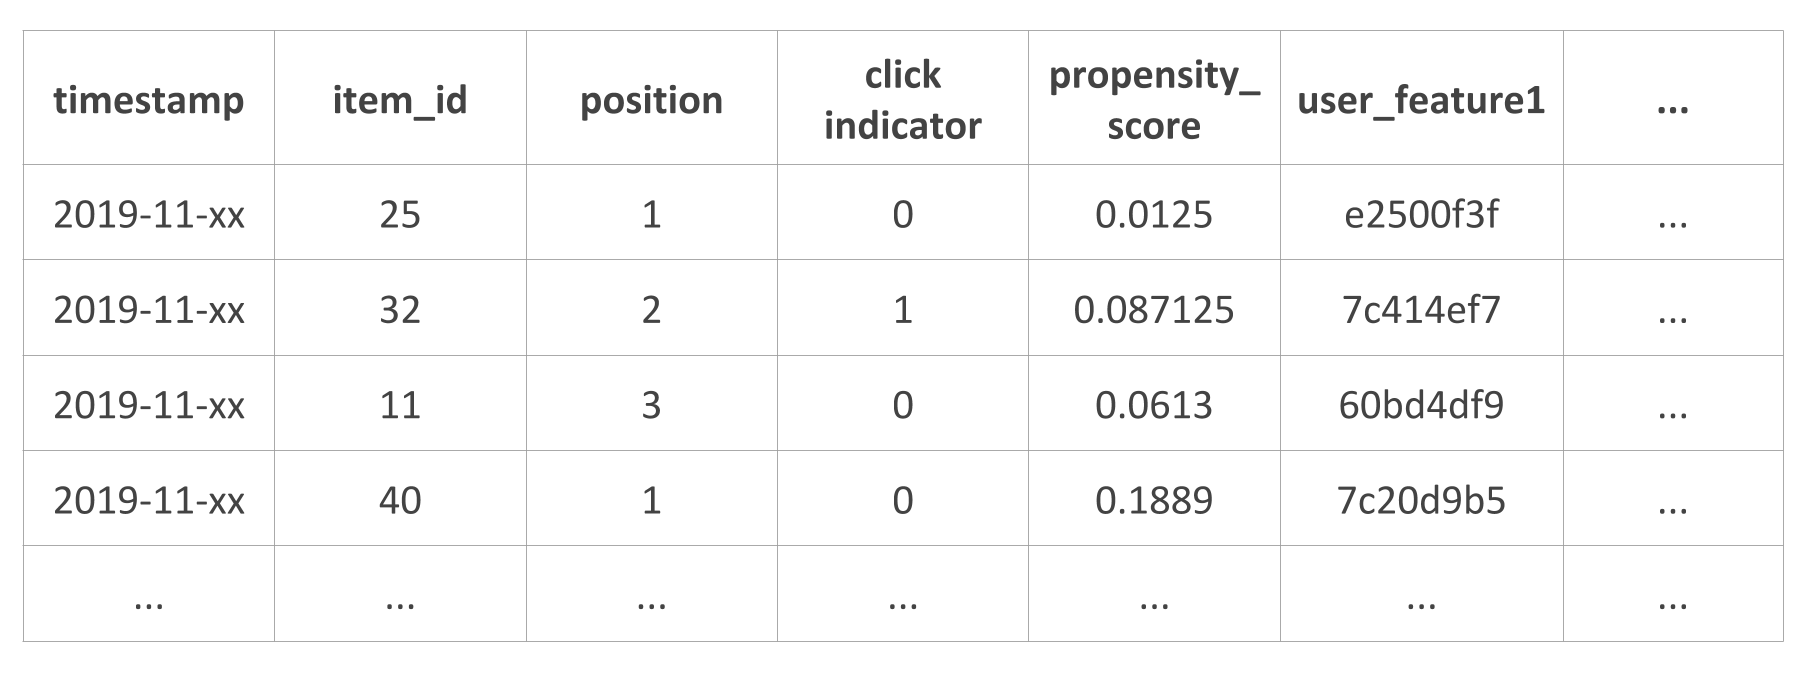 timestamp item_id position click indicator propensity_ score user_feature1 ...
2019-11-xx 25 1 0 0.0125 e2500f3f ...
2019-11-xx 32 2 1 0.087125 7c414ef7 ...
2019-11-xx 11 3 0 0.0613 60bd4df9 ...
2019-11-xx 40 1 0 0.1889 7c20d9b5 ...
... ... ... ... ... ... ...